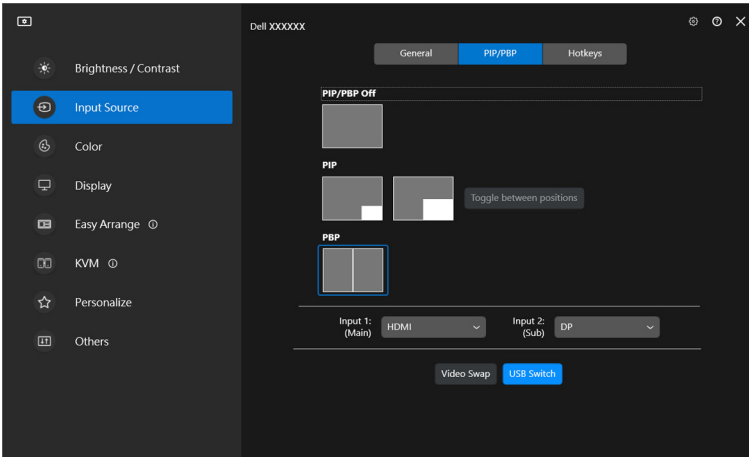 Dell XXXXXX
Brightness / Contrast
Input Source
Color
Display
Easy Arrange
KVM
Personalize
Others
General
PIP/PBP
Hotkeys
PIP/PBP Off
PIP
Toggle between positions
PBP
Input 1:
(Main)
HDMI
Input 2:
(Sub)
DP
Video Swap
USB Switch